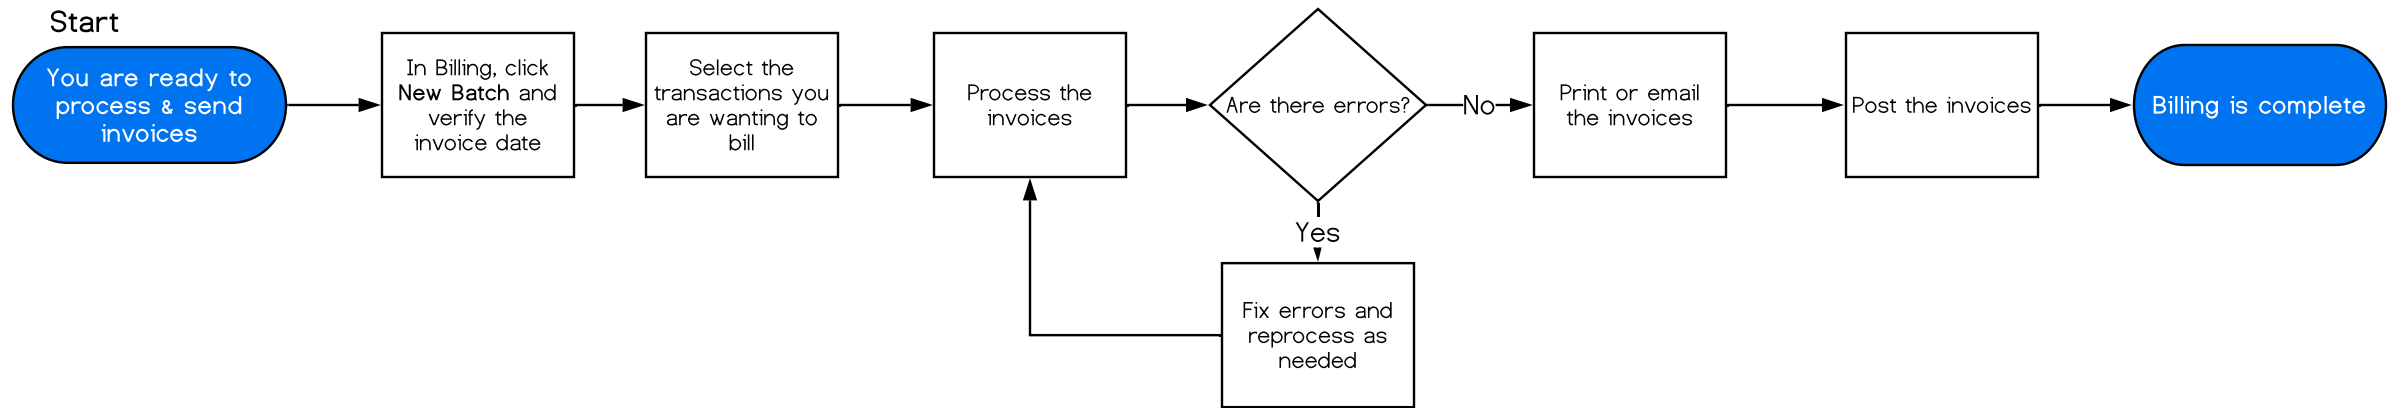 Start
You are ready to
process & send
invoices
In Billing, click
New Batch and
verify the
invoice date
Select the
transactions you
are wanting to
bill
Process the
invoices
Are there errors?
No
Print or email
the invoices
Post the invoices
Billing is complete
Yes
Fix errors and
reprocess as
needed